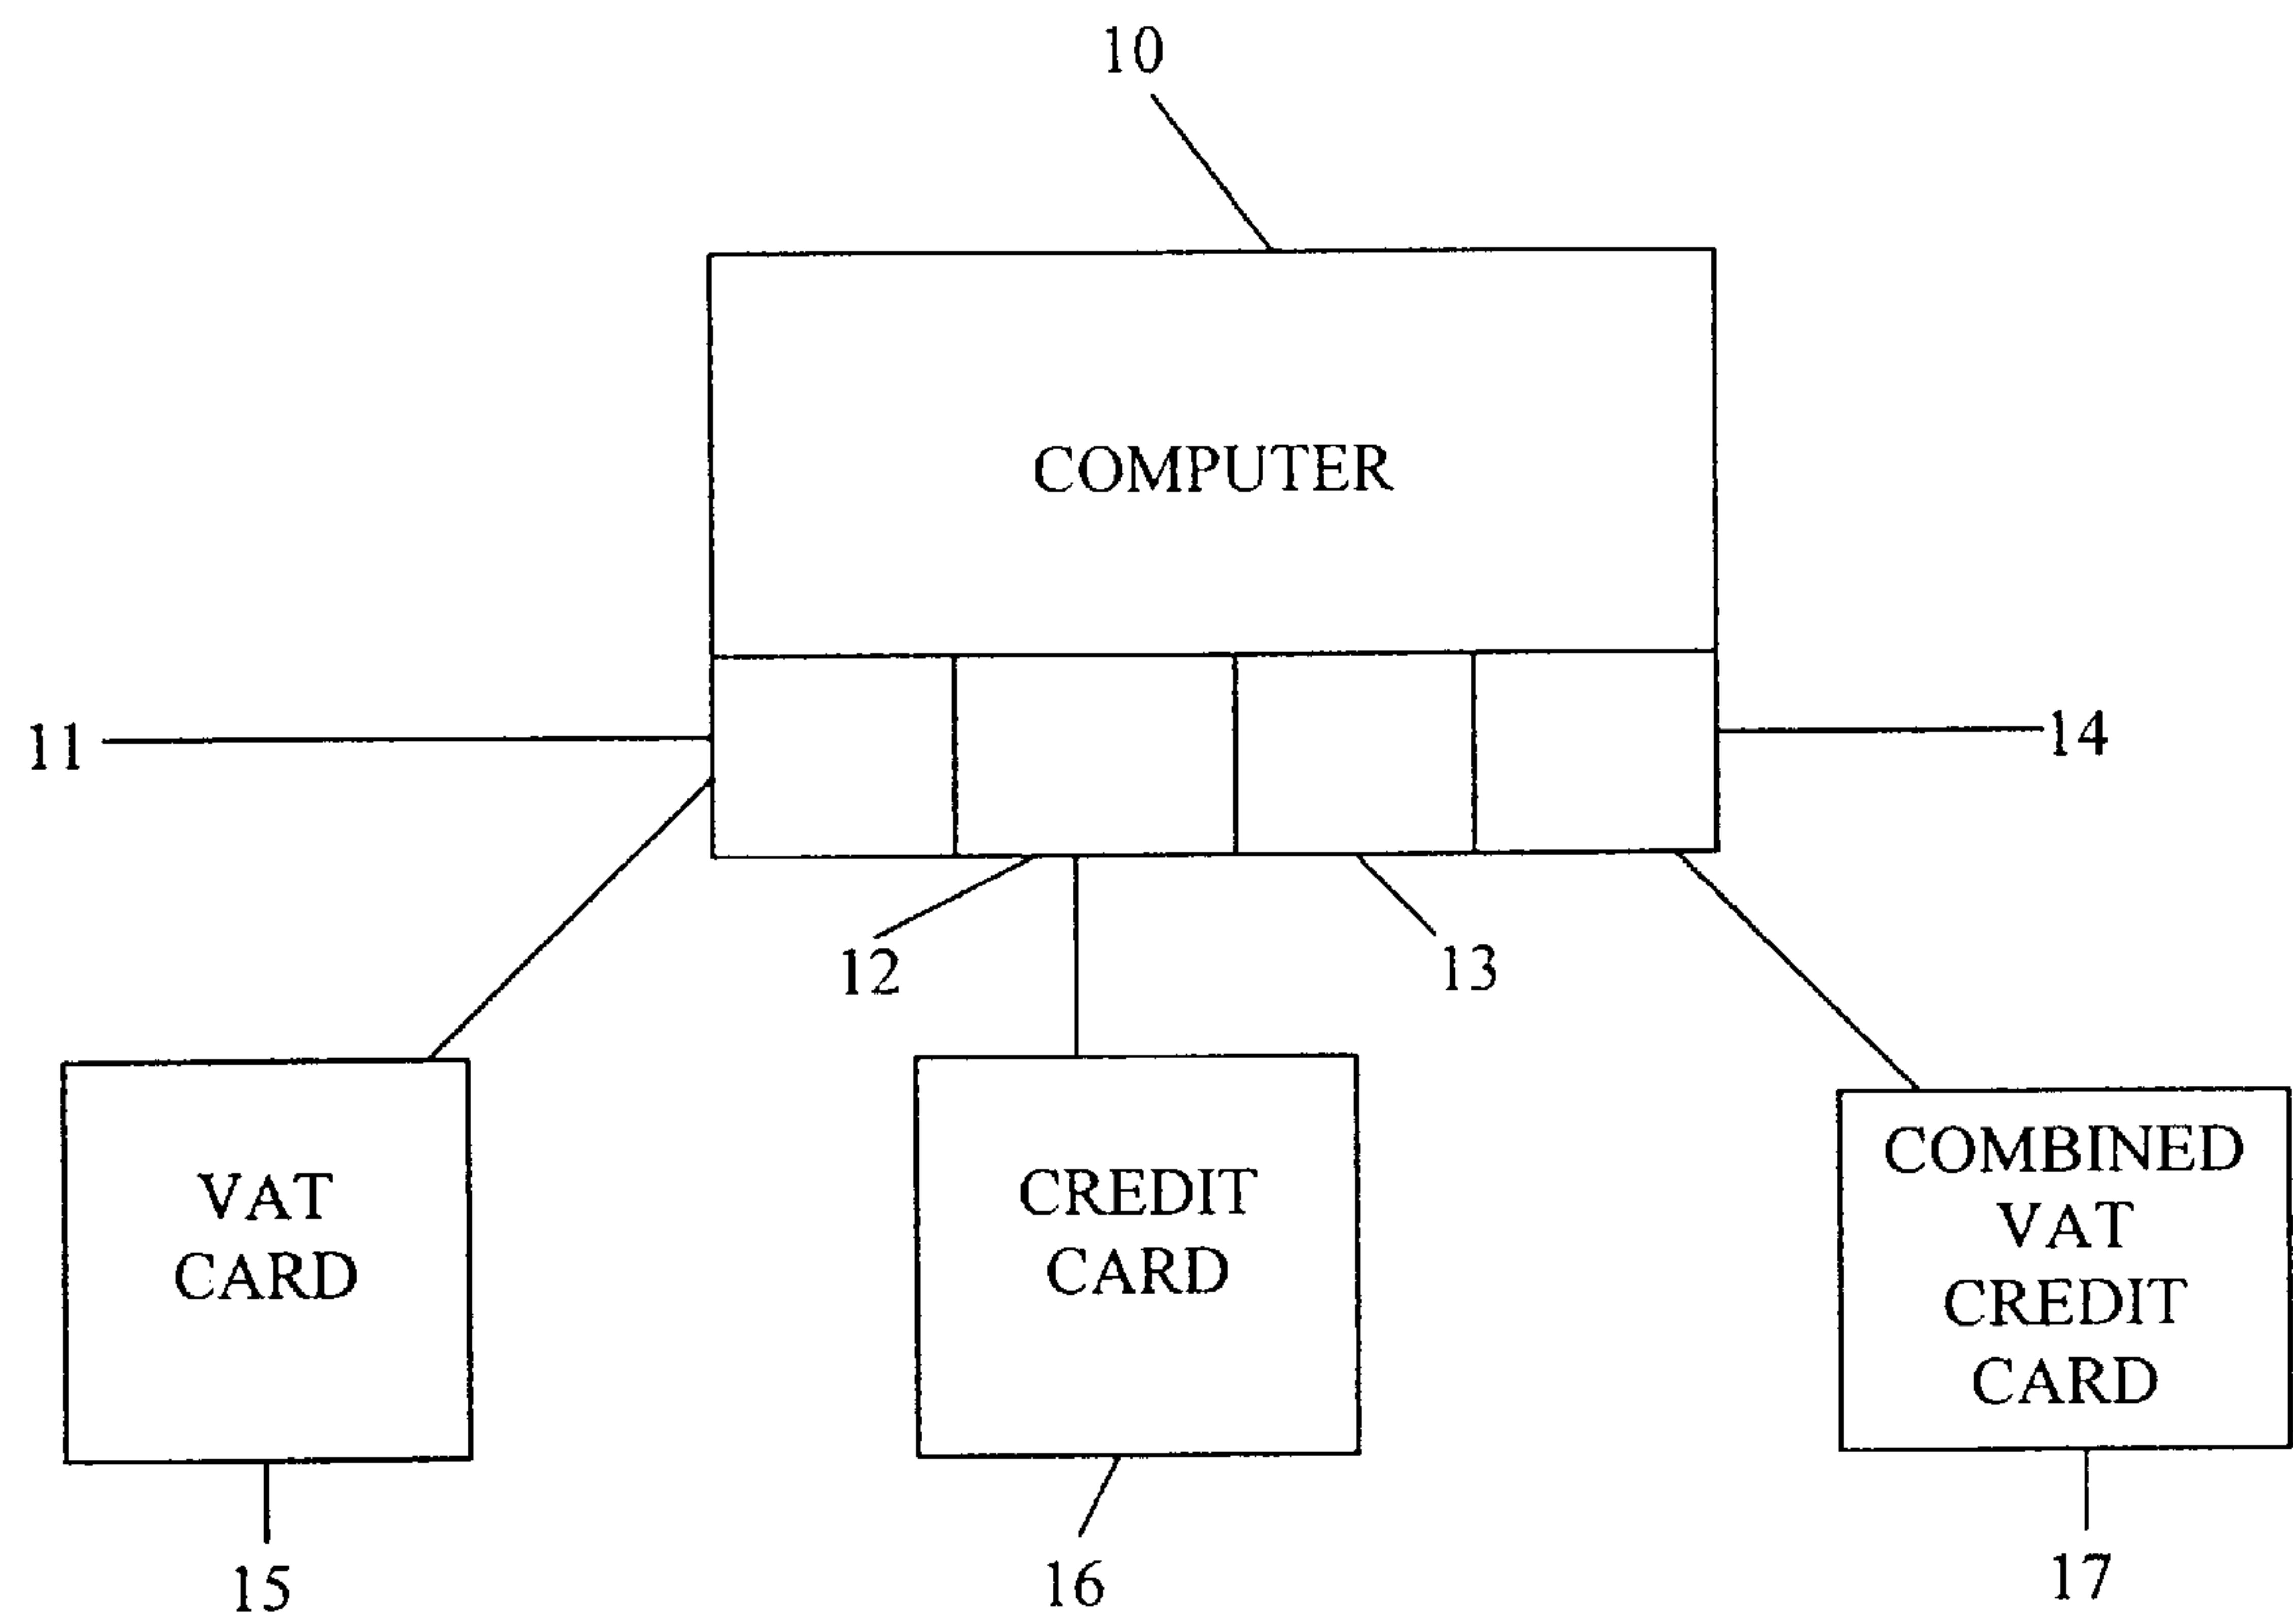 10
COMPUTER
11
14
12
13
VAT
CARD
CREDIT
CARD
COMBINED
VAT
CREDIT
CARD
15
16
17